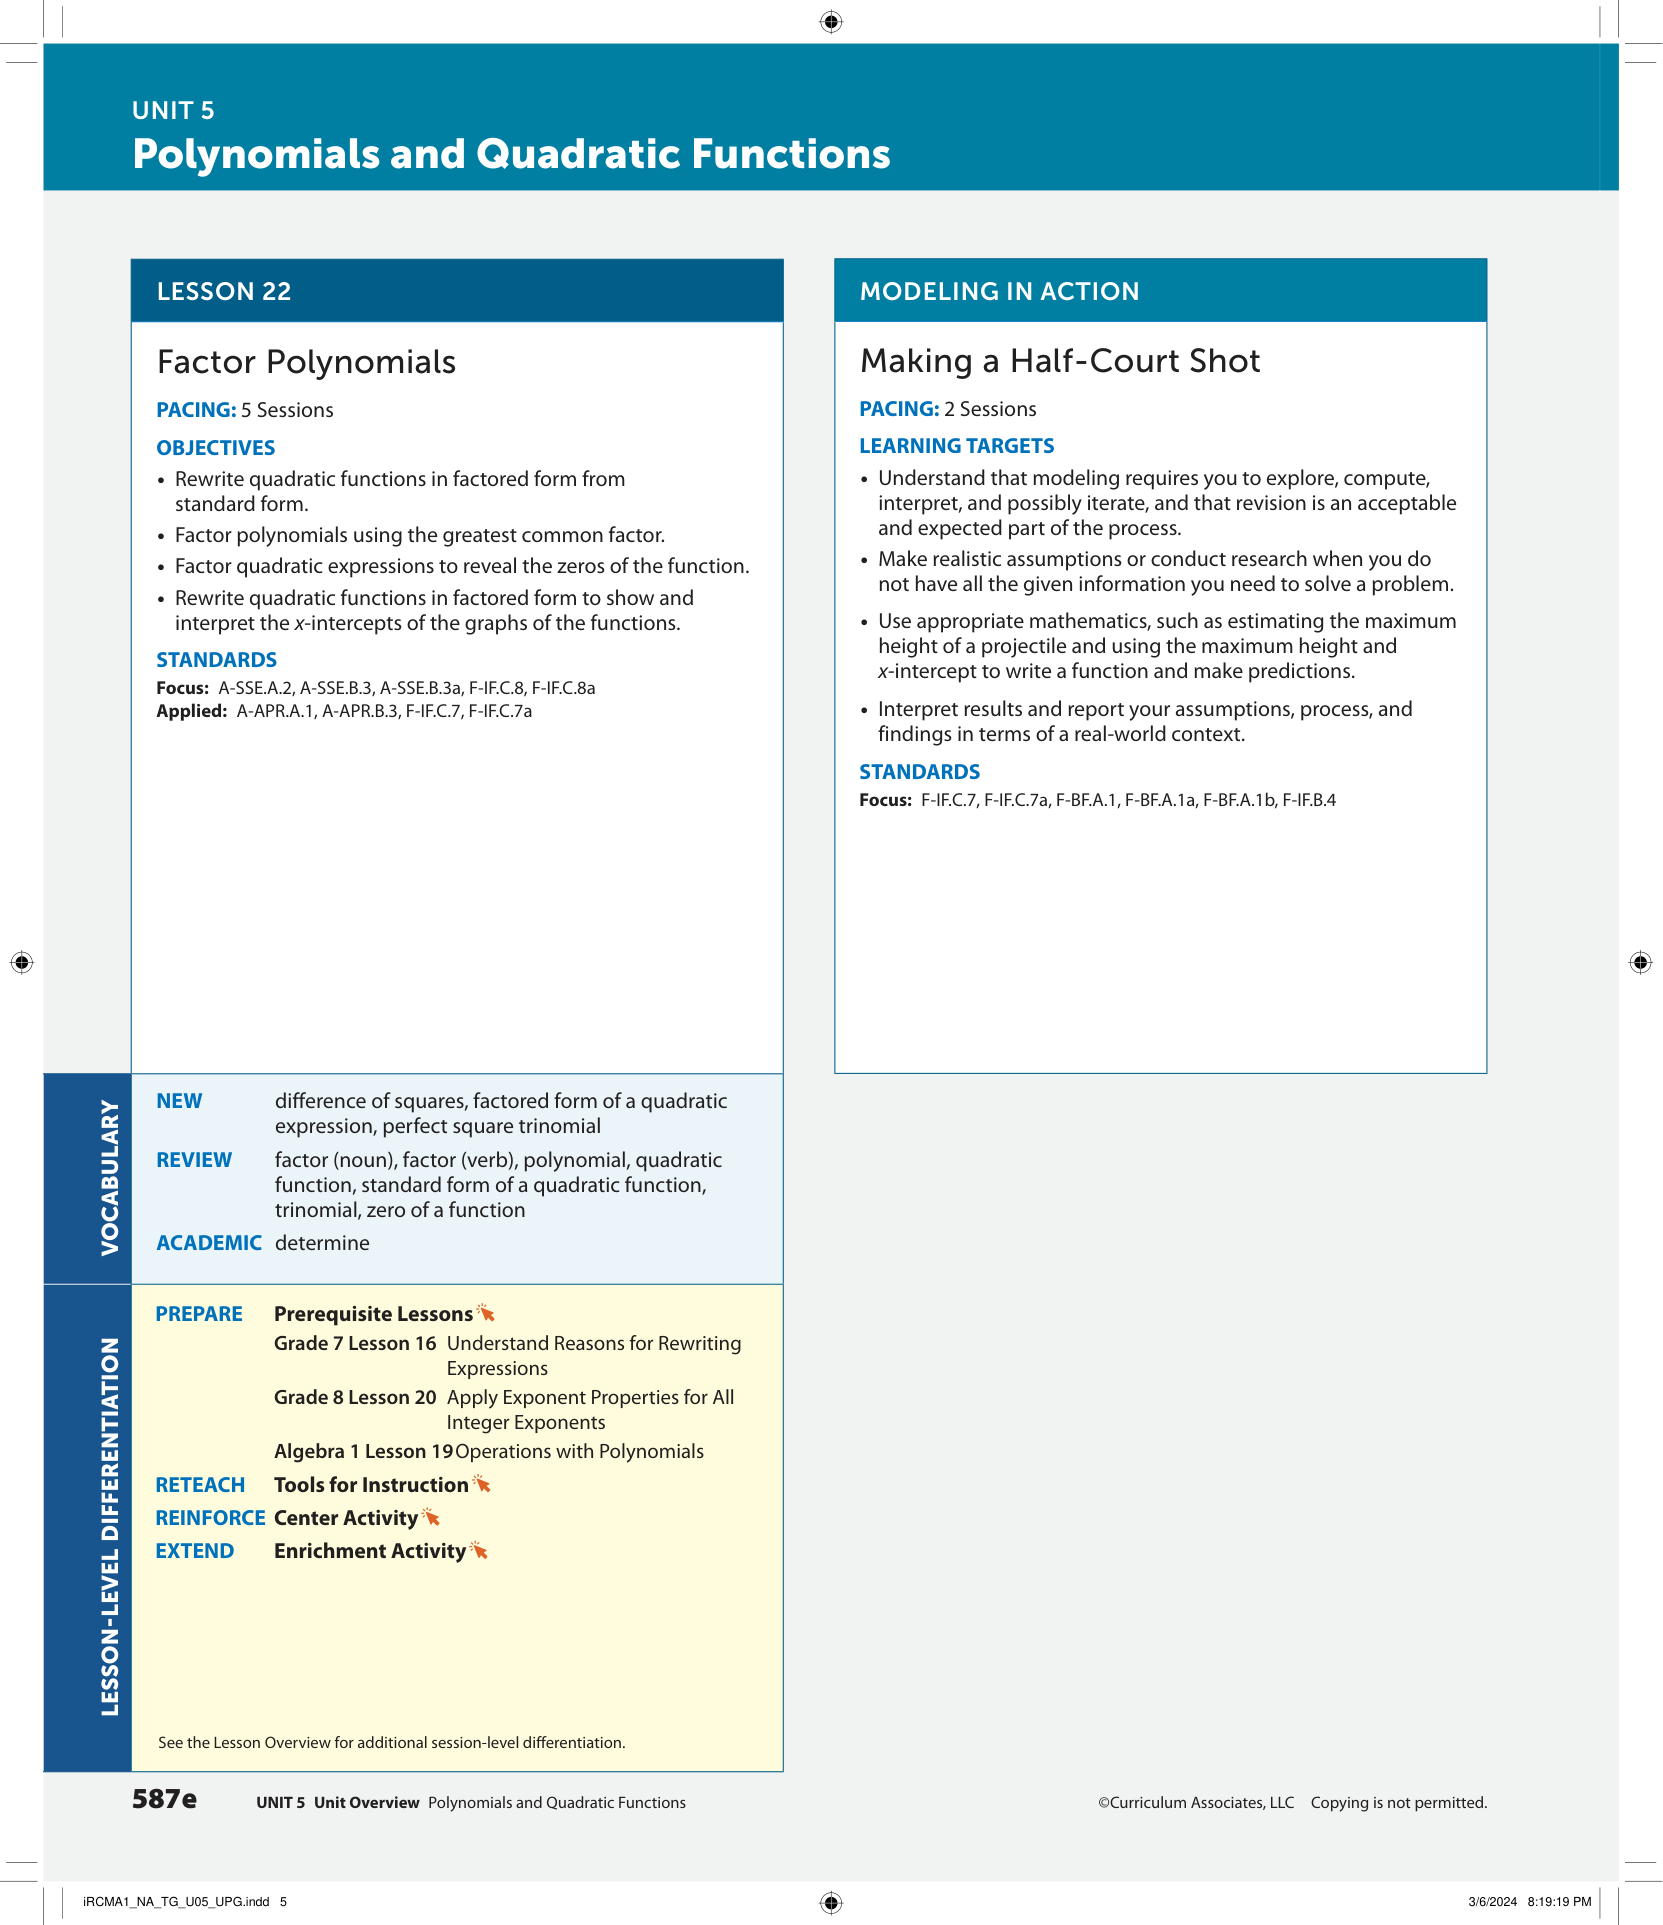 UNIT 5
Polynomials and Quadratic Functions
LESSON 22
Factor Polynomials
PACING: 5 Sessions
OBJECTIVES
• Rewrite quadratic functions in factored form from
standard form.
• Factor polynomials using the greatest common factor.
• Factor quadratic expressions to reveal the zeros of the function.
• Rewrite quadratic functions in factored form to show and
interpret the x-intercepts of the graphs of the functions.
STANDARDS
Focus: A-SSE.A.2, A-SSE.B.3, A-SSE.B.3a, F-IF.C.8, F-IF.C.8a
Applied: A-APR.A.1, A-APR.B.3, F-IF.C.7, F-IF.C.7a
MODELING IN ACTION
Making a Half-Court Shot
PACING: 2 Sessions
LEARNING TARGETS
• Understand that modeling requires you to explore, compute,
interpret, and possibly iterate, and that revision is an acceptable
and expected part of the process.
• Make realistic assumptions or conduct research when you do
not have all the given information you need to solve a problem.
• Use appropriate mathematics, such as estimating the maximum
height of a projectile and using the maximum height and
x-intercept to write a function and make predictions.
• Interpret results and report your assumptions, process, and
findings in terms of a real-world context.
STANDARDS
Focus: F-IF.C.7, F-IF.C.7a, F-BF.A.1, F-BF.A.1a, F-BF.A.1b, F-IF.B.4
VOCABULARY
NEW difference of squares, factored form of a quadratic
expression, perfect square trinomial
REVIEW factor (noun), factor (verb), polynomial, quadratic
function, standard form of a quadratic function,
trinomial, zero of a function
ACADEMIC determine
LESSON-LEVEL DIFFERENTIATION
PREPARE Prerequisite Lessons
Grade 7 Lesson 16 Understand Reasons for Rewriting
Expressions
Grade 8 Lesson 20 Apply Exponent Properties for All
Integer Exponents
Algebra 1 Lesson 19 Operations with Polynomials
RETEACH Tools for Instruction
REINFORCE Center Activity
EXTEND Enrichment Activity
See the Lesson Overview for additional session-level differentiation.
587e UNIT 5 Unit Overview Polynomials and Quadratic Functions
©Curriculum Associates, LLC Copying is not permitted.
iRCMA1_NA_TG_U05_UPG.indd 5
3/6/2024 8:19:19 PM